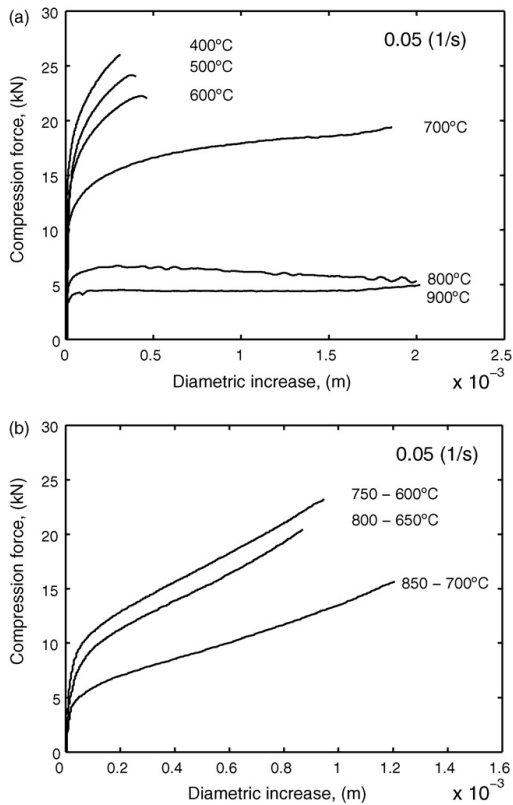 (a)
0.05 (1/s)
400°C
500°C
600°C
700°C
800°C
900°C
Compression force, (kN)
30
25
20
15
10
5
0
0 0.5 1 1.5 2 2.5
Diametric increase, (m)
x 10⁻³
(b)
0.05 (1/s)
750 – 600°C
800 – 650°C
850 – 700°C
Compression force, (kN)
30
25
20
15
10
5
0
0 0.2 0.4 0.6 0.8 1 1.2 1.4 1.6
Diametric increase, (m)
x 10⁻³